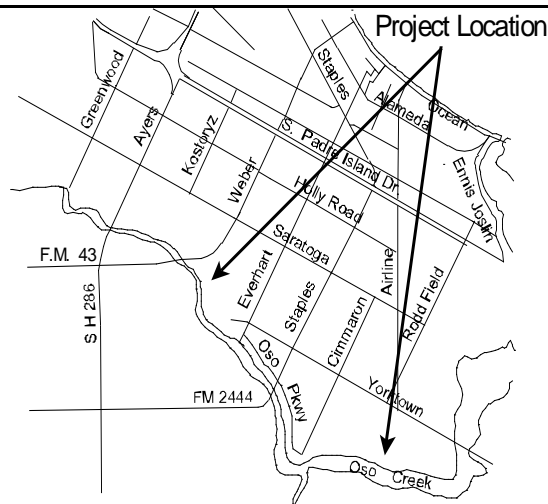 Project Location
Greenwood
Ayers
Kostoryz
Weber
Staples
Alameda
Ocean
S. Padre Island Dr.
Ennis Joslin
Holly Road
Saratoga
F.M. 43
S H 286
Everhart
Staples
Cimmaron
Airline
Rodd Field
Oso
Pkwy
Yorktown
FM 2444
Oso Creek